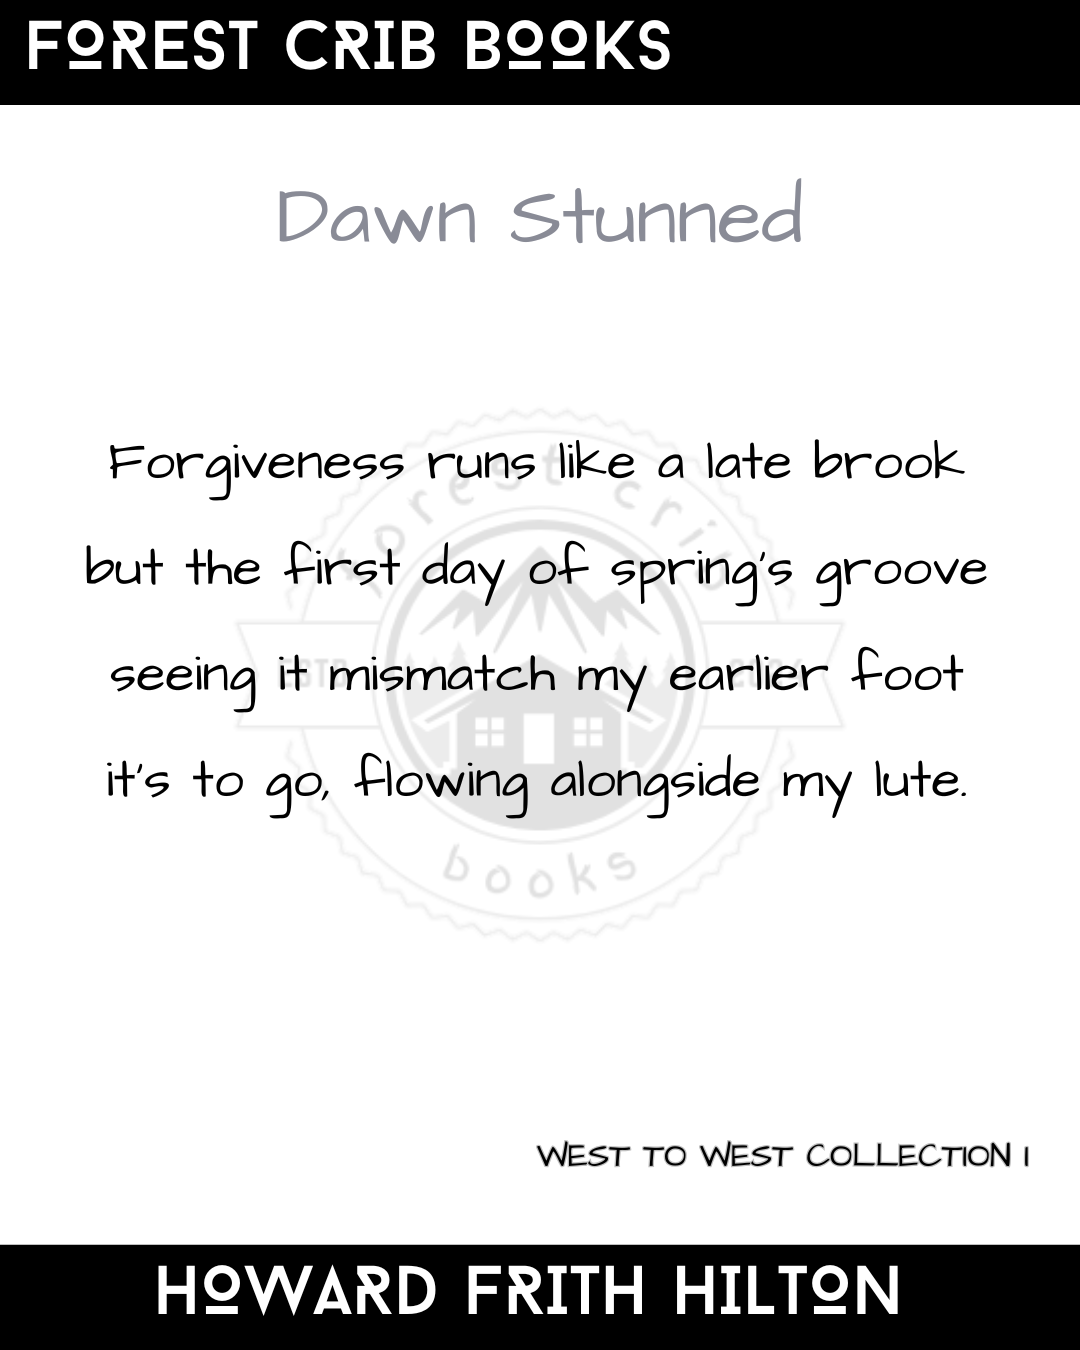 FOREST CRIB BOOKS
Dawn Stunned
Forgiveness runs like a late brook
but the first day of spring's groove
seeing it mismatch my earlier foot
it's to go, flowing alongside my lute.
forest crib
ESTD
books
WEST TO WEST COLLECTION 1
HOWARD FRITH HILTON